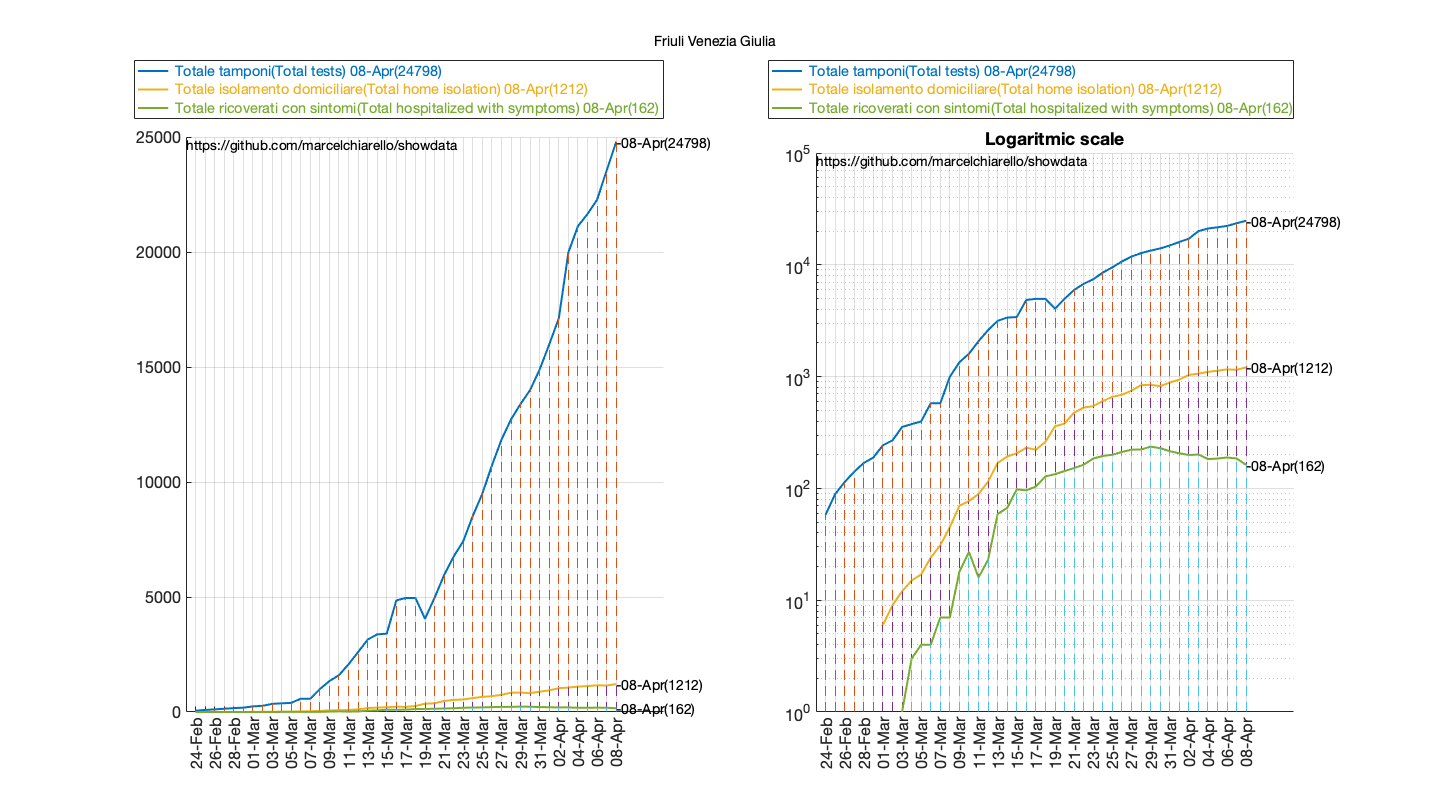 Friuli Venezia Giulia
Totale tamponi(Total tests) 08-Apr(24798)
Totale isolamento domiciliare(Total home isolation) 08-Apr(1212)
Totale ricoverati con sintomi(Total hospitalized with symptoms) 08-Apr(162)
25000
20000
15000
10000
5000
0
https://github.com/marcelchiarello/showdata
08-Apr(24798)
08-Apr(1212)
08-Apr(162)
24-Feb
26-Feb
28-Feb
01-Mar
03-Mar
05-Mar
07-Mar
09-Mar
11-Mar
13-Mar
15-Mar
17-Mar
19-Mar
21-Mar
23-Mar
25-Mar
27-Mar
29-Mar
31-Mar
02-Apr
04-Apr
06-Apr
08-Apr
Totale tamponi(Total tests) 08-Apr(24798)
Totale isolamento domiciliare(Total home isolation) 08-Apr(1212)
Totale ricoverati con sintomi(Total hospitalized with symptoms) 08-Apr(162)
Logaritmic scale
10^5
10^4
10^3
10^2
10^1
10^0
https://github.com/marcelchiarello/showdata
08-Apr(24798)
08-Apr(1212)
08-Apr(162)
24-Feb
26-Feb
28-Feb
01-Mar
03-Mar
05-Mar
07-Mar
09-Mar
11-Mar
13-Mar
15-Mar
17-Mar
19-Mar
21-Mar
23-Mar
25-Mar
27-Mar
29-Mar
31-Mar
02-Apr
04-Apr
06-Apr
08-Apr